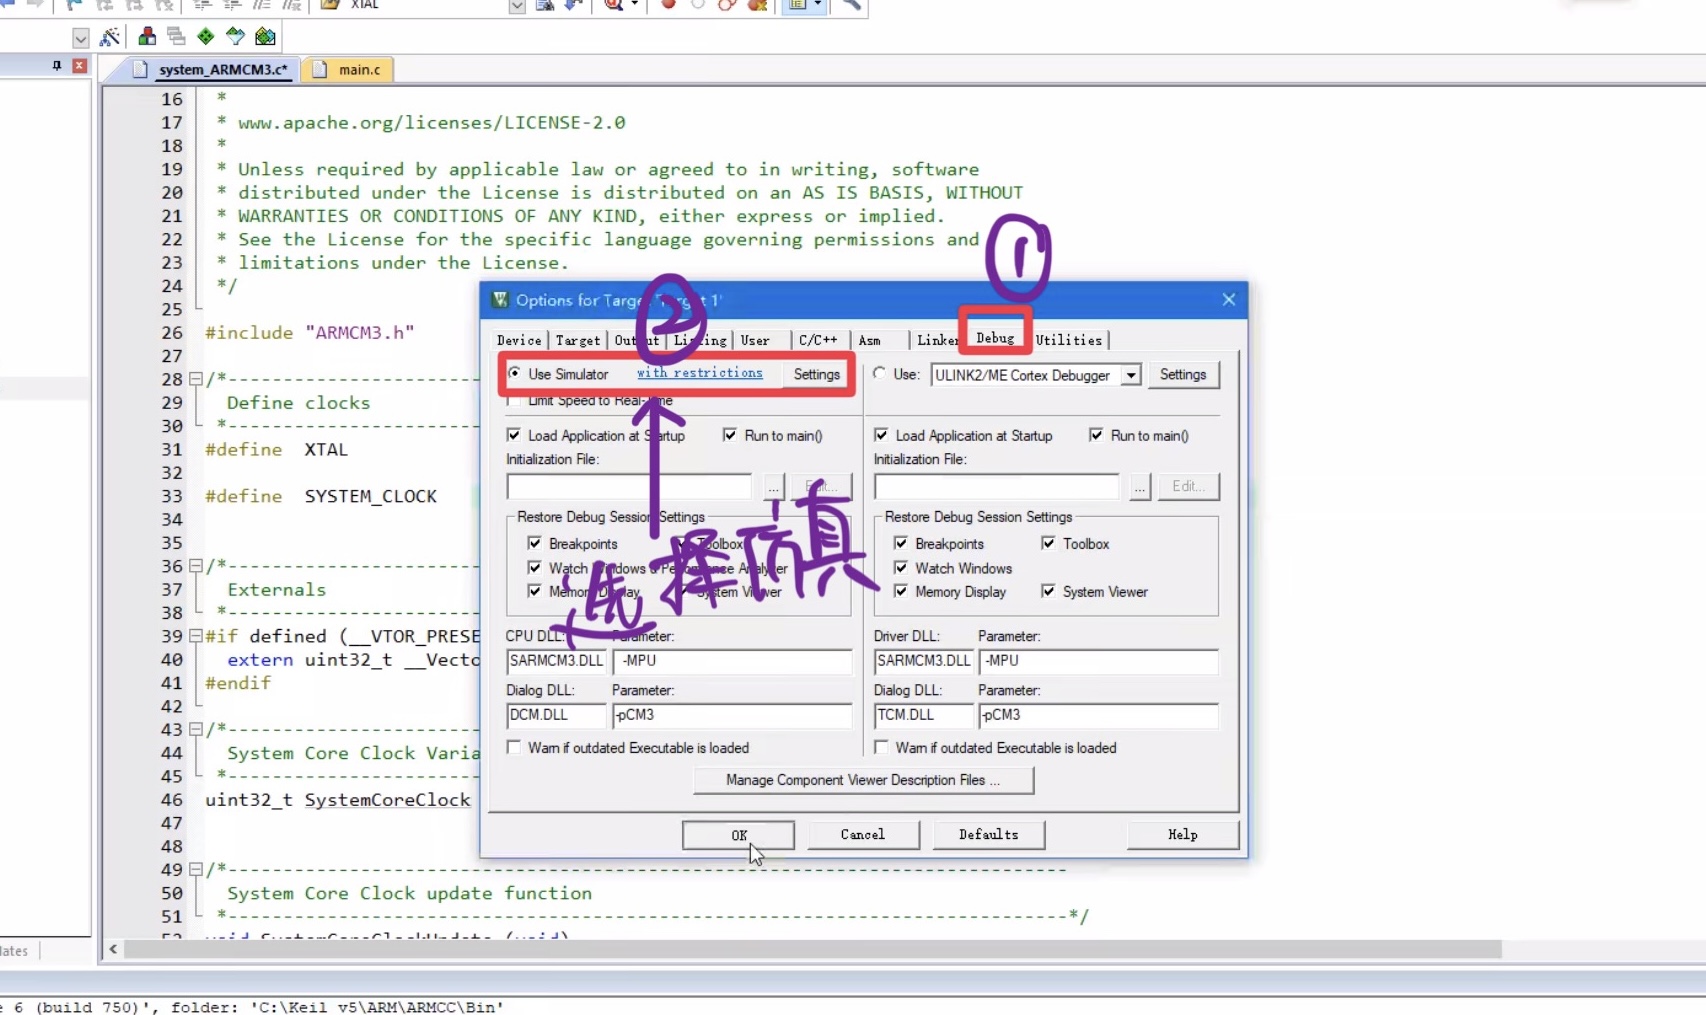 XTAL
system_ARMCM3.c*
main.c
16 *
17 * www.apache.org/licenses/LICENSE-2.0
18 *
19 * Unless required by applicable law or agreed to in writing, software
20 * distributed under the License is distributed on an AS IS BASIS, WITHOUT
21 * WARRANTIES OR CONDITIONS OF ANY KIND, either express or implied.
22 * See the License for the specific language governing permissions and
23 * limitations under the License.
24 */
25
26 #include "ARMCM3.h"
27
28 /*----------------------
29 Define clocks
30 *----------------------
31 #define XTAL
32
33 #define SYSTEM_CLOCK
34
35
36 /*----------------------
37 Externals
38 *----------------------
39 #if defined (__VTOR_PRESE
40 extern uint32_t __Vecto
41 #endif
42
43 /*----------------------
44 System Core Clock Varia
45 *----------------------
46 uint32_t SystemCoreClock
47
48
49 /*----------------------------------------------------------------------------
50 System Core Clock update function
51 *----------------------------------------------------------------------------*/
52 void SystemCoreClockUpdate (void)
①
②
Options for Target 'Target 1'
Device Target Output Listing User C/C++ Asm Linker Debug Utilities
Use Simulator with restrictions Settings
Limit Speed to Real-Time
Load Application at Startup Run to main()
Initialization File:
... Edit...
Restore Debug Session Settings
Breakpoints Toolbox
Watch Windows & Performance Analyzer
Memory Display System Viewer
CPU DLL: Parameter:
SARMCM3.DLL -MPU
Dialog DLL: Parameter:
DCM.DLL -pCM3
Warn if outdated Executable is loaded
Use: ULINK2/ME Cortex Debugger Settings
Load Application at Startup Run to main()
Initialization File:
... Edit...
Restore Debug Session Settings
Breakpoints Toolbox
Watch Windows
Memory Display System Viewer
Driver DLL: Parameter:
SARMCM3.DLL -MPU
Dialog DLL: Parameter:
TCM.DLL -pCM3
Warn if outdated Executable is loaded
选择仿真
Manage Component Viewer Description Files ...
OK Cancel Defaults Help
6 (build 750)', folder: 'C:\Keil_v5\ARM\ARMCC\Bin'